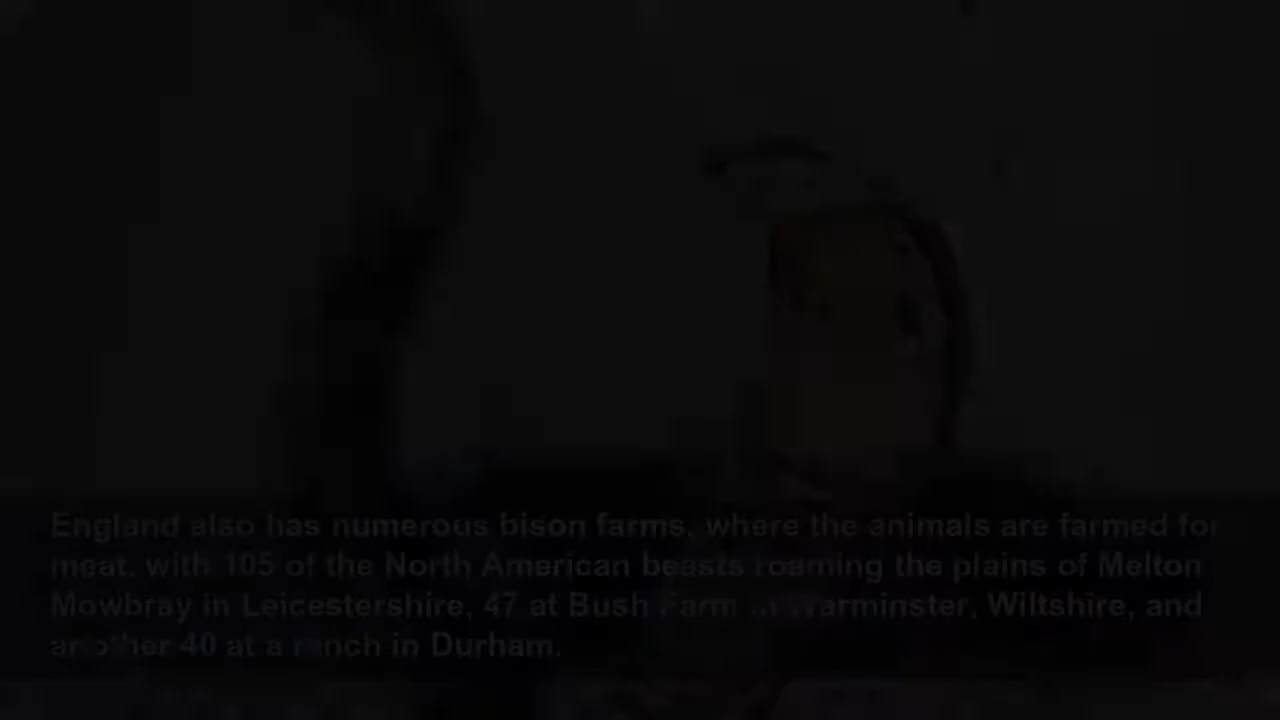 England also has numerous bison farms, where the animals are farmed for
meat, with 105 of the North American beasts roaming the plains of Melton
Mowbray in Leicestershire, 47 at Bush Farm in Warminster, Wiltshire, and
another 40 at a ranch in Durham.